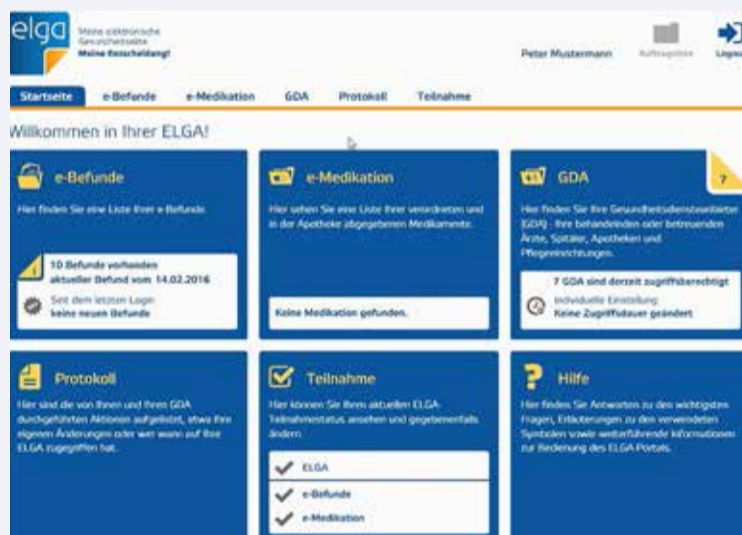 elga
Meine elektronische
Gesundheitsakte
Meine Entscheidung!
Peter Mustermann
Auftragsliste
Logout
Startseite
e-Befunde
e-Medikation
GDA
Protokoll
Teilnahme
Willkommen in Ihrer ELGA!
e-Befunde
Hier finden Sie eine Liste Ihrer e-Befunde.
10 Befunde vorhanden
aktueller Befund vom 14.02.2016
Seit dem letzten Login
keine neuen Befunde
e-Medikation
Hier sehen Sie eine Liste Ihrer verordneten und
in der Apotheke abgegebenen Medikamente.
Keine Medikation gefunden.
GDA
7
Hier finden Sie Ihre Gesundheitsdiensteanbieter
(GDA) - Ihre behandelnden oder betreuenden
Ärzte, Spitäler, Apotheken und
Pflegeeinrichtungen.
7 GDA sind derzeit zugriffsberechtigt
Individuelle Einstellung:
Keine Zugriffsdauer geändert
Protokoll
Hier sind die von Ihnen und Ihren GDA
durchgeführten Aktionen aufgelistet, etwa Ihre
eigenen Änderungen oder wer wann auf Ihre
ELGA zugegriffen hat.
Teilnahme
Hier können Sie Ihren aktuellen ELGA-
Teilnahmestatus ansehen und gegebenenfalls
ändern.
ELGA
e-Befunde
e-Medikation
Hilfe
Hier finden Sie Antworten zu den wichtigsten
Fragen, Erläuterungen zu den verwendeten
Symbolen sowie weiterführende Informationen
zur Bedienung des ELGA-Portals.